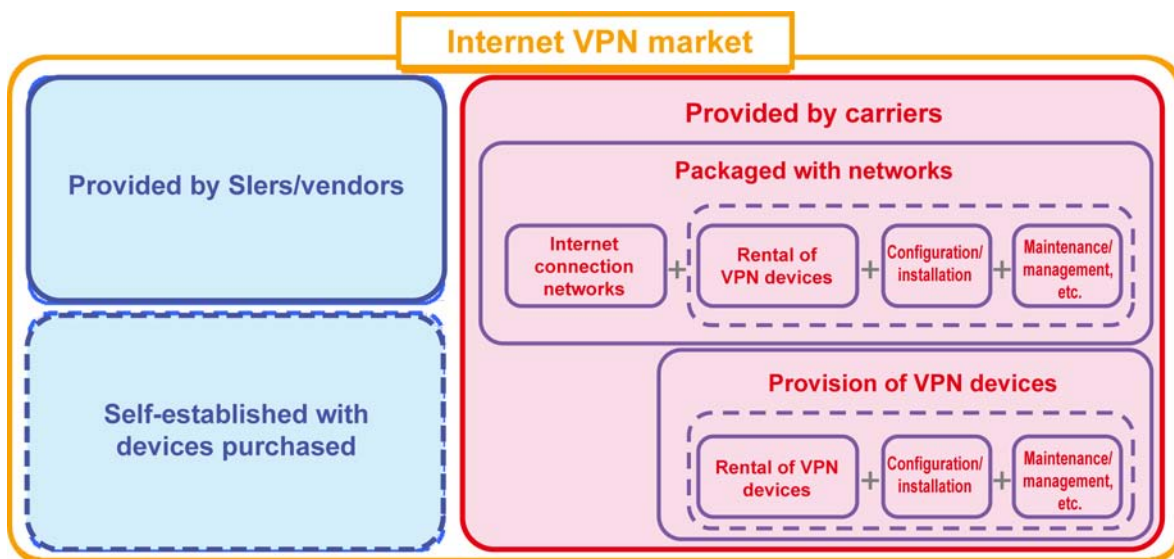 Internet VPN market
Provided by SIers/vendors
Self-established with
devices purchased
Provided by carriers
Packaged with networks
Internet
connection
networks
+
Rental of
VPN devices
+
Configuration/
installation
+
Maintenance/
management,
etc.
Provision of VPN devices
Rental of VPN
devices
+
Configuration/
installation
+
Maintenance/
management,
etc.